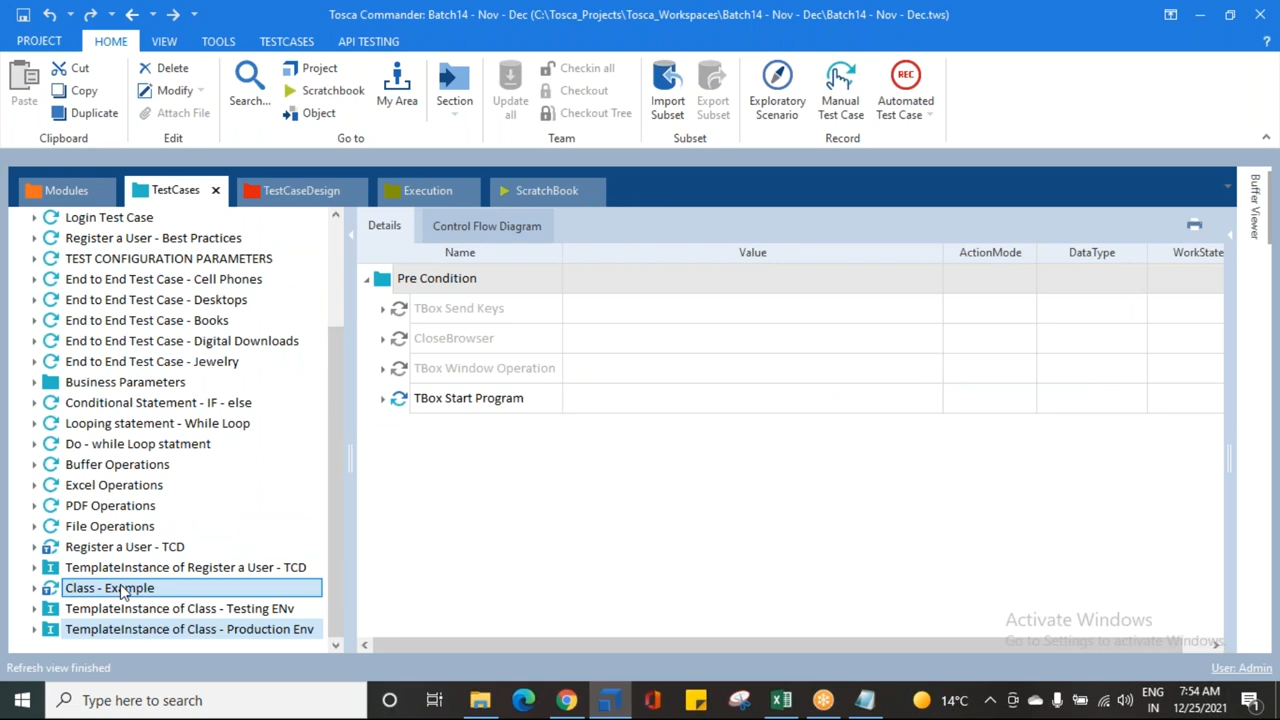 Tosca Commander: Batch14 - Nov - Dec (C:\Tosca_Projects\Tosca_Workspaces\Batch14 - Nov - Dec\Batch14 - Nov - Dec.tws)
PROJECT HOME VIEW TOOLS TESTCASES API TESTING
Paste
Cut
Copy
Duplicate
Clipboard
Delete
Modify
Attach File
Edit
Search...
Project
Scratchbook
Object
My Area
Section
Go to
Update all
Checkin all
Checkout
Checkout Tree
Team
Import Subset
Export Subset
Subset
Exploratory Scenario
Manual Test Case
REC
Automated Test Case
Record
Modules TestCases TestCaseDesign Execution ScratchBook
Buffer Viewer
Login Test Case
Register a User - Best Practices
TEST CONFIGURATION PARAMETERS
End to End Test Case - Cell Phones
End to End Test Case - Desktops
End to End Test Case - Books
End to End Test Case - Digital Downloads
End to End Test Case - Jewelry
Business Parameters
Conditional Statement - IF - else
Looping statement - While Loop
Do - while Loop statment
Buffer Operations
Excel Operations
PDF Operations
File Operations
Register a User - TCD
TemplateInstance of Register a User - TCD
Class - Example
TemplateInstance of Class - Testing ENv
TemplateInstance of Class - Production Env
Details Control Flow Diagram
Name Value ActionMode DataType WorkState
Pre Condition
TBox Send Keys
CloseBrowser
TBox Window Operation
TBox Start Program
Activate Windows
Go to Settings to activate Windows.
Refresh view finished
User: Admin
Type here to search
14°C
ENG
IN
7:54 AM
12/25/2021
1